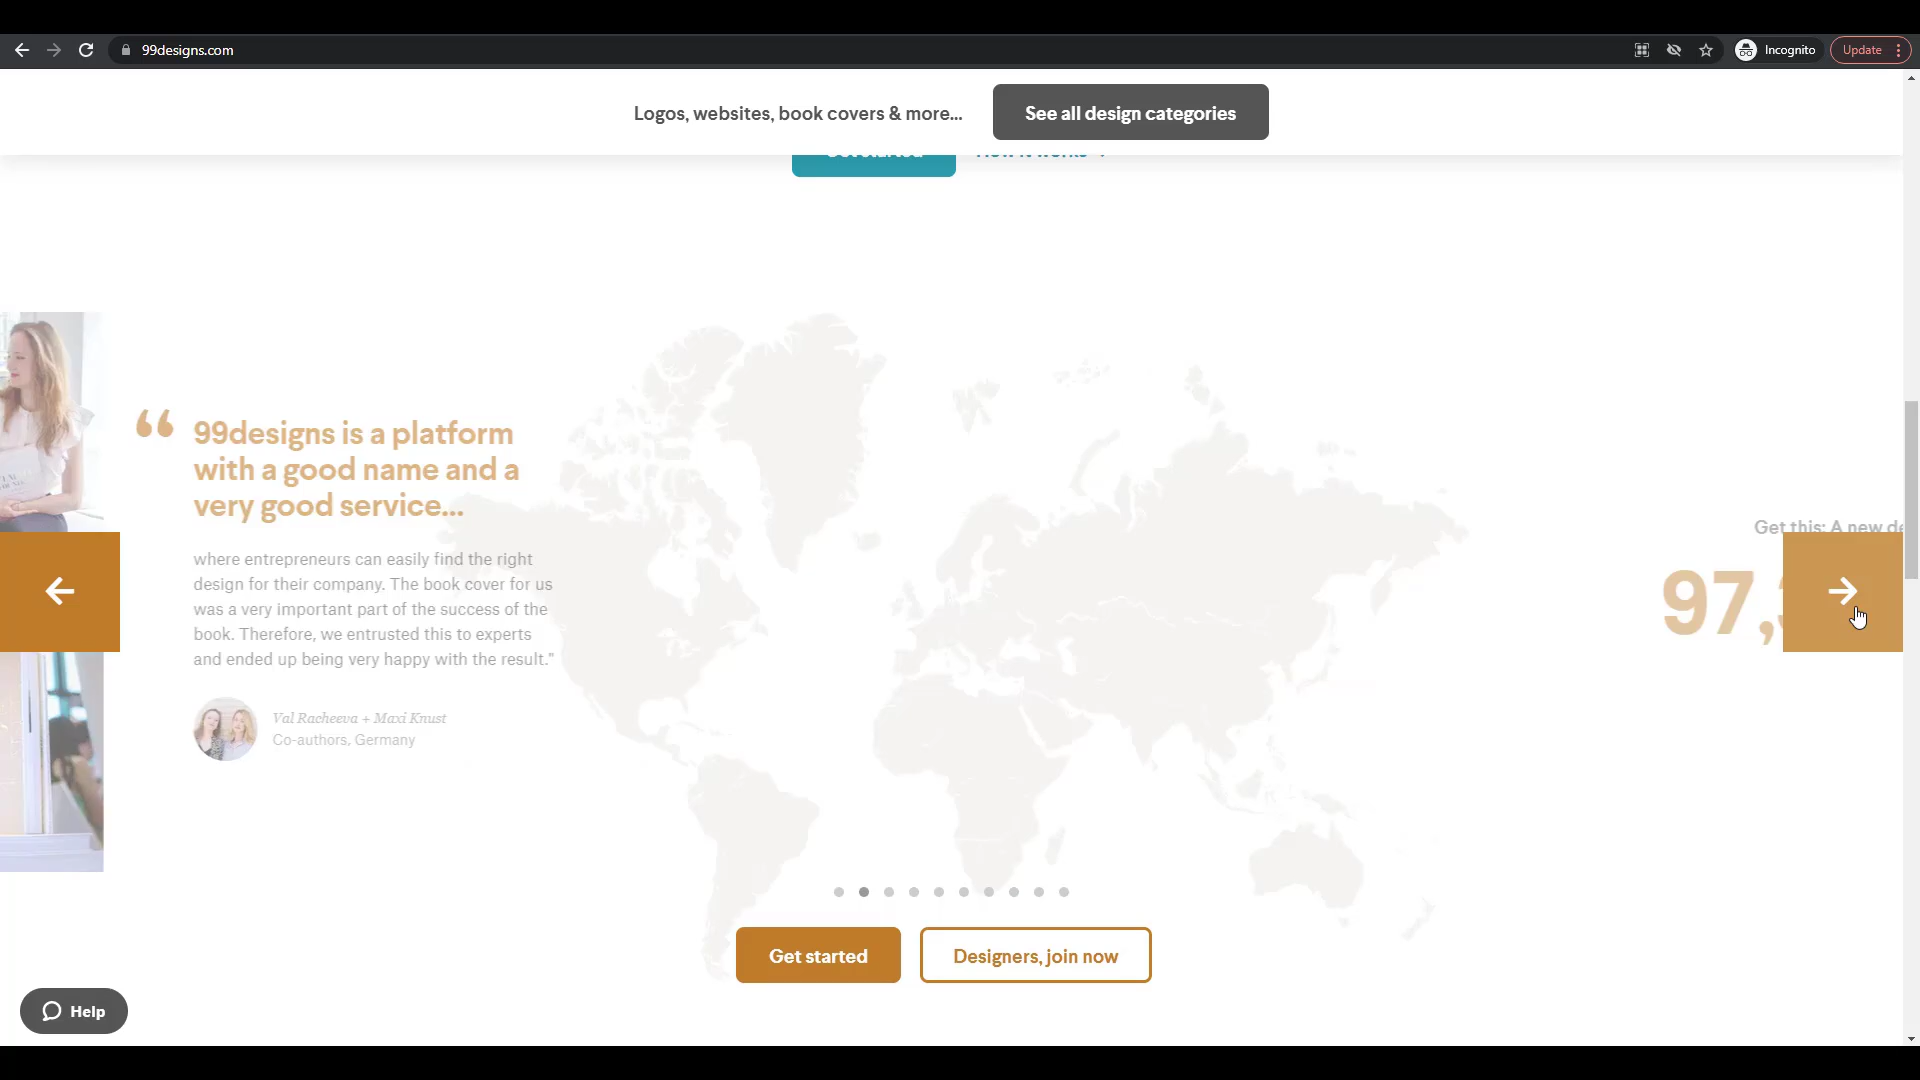 99designs.com
Incognito
Update
Logos, websites, book covers & more...
See all design categories
“ 99designs is a platform
with a good name and a
very good service...
where entrepreneurs can easily find the right
design for their company. The book cover for us
was a very important part of the success of the
book. Therefore, we entrusted this to experts
and ended up being very happy with the result."
Val Racheeva + Maxi Knust
Co-authors, Germany
Get this: A new
97,
Get started
Designers, join now
Help